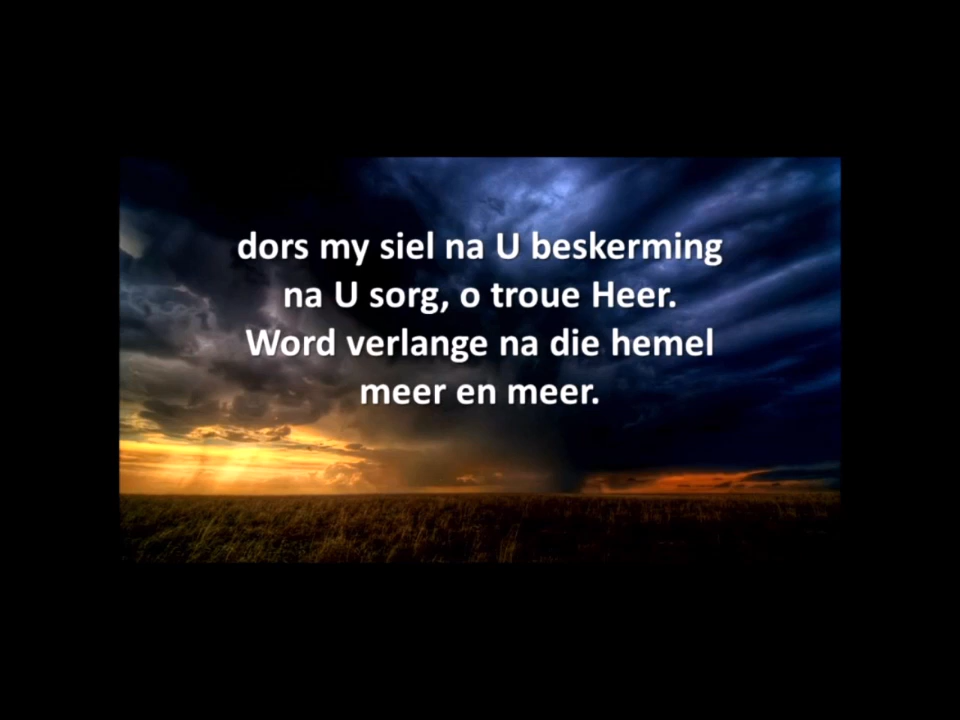 dors my siel na U beskerming
na U sorg, o troue Heer.
Word verlange na die hemel
meer en meer.